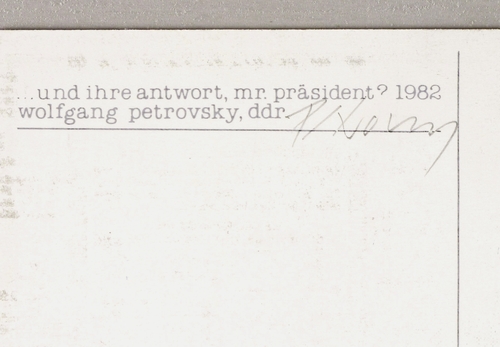 ...und ihre antwort, mr. präsident? 1982
wolfgang petrovsky, ddr.